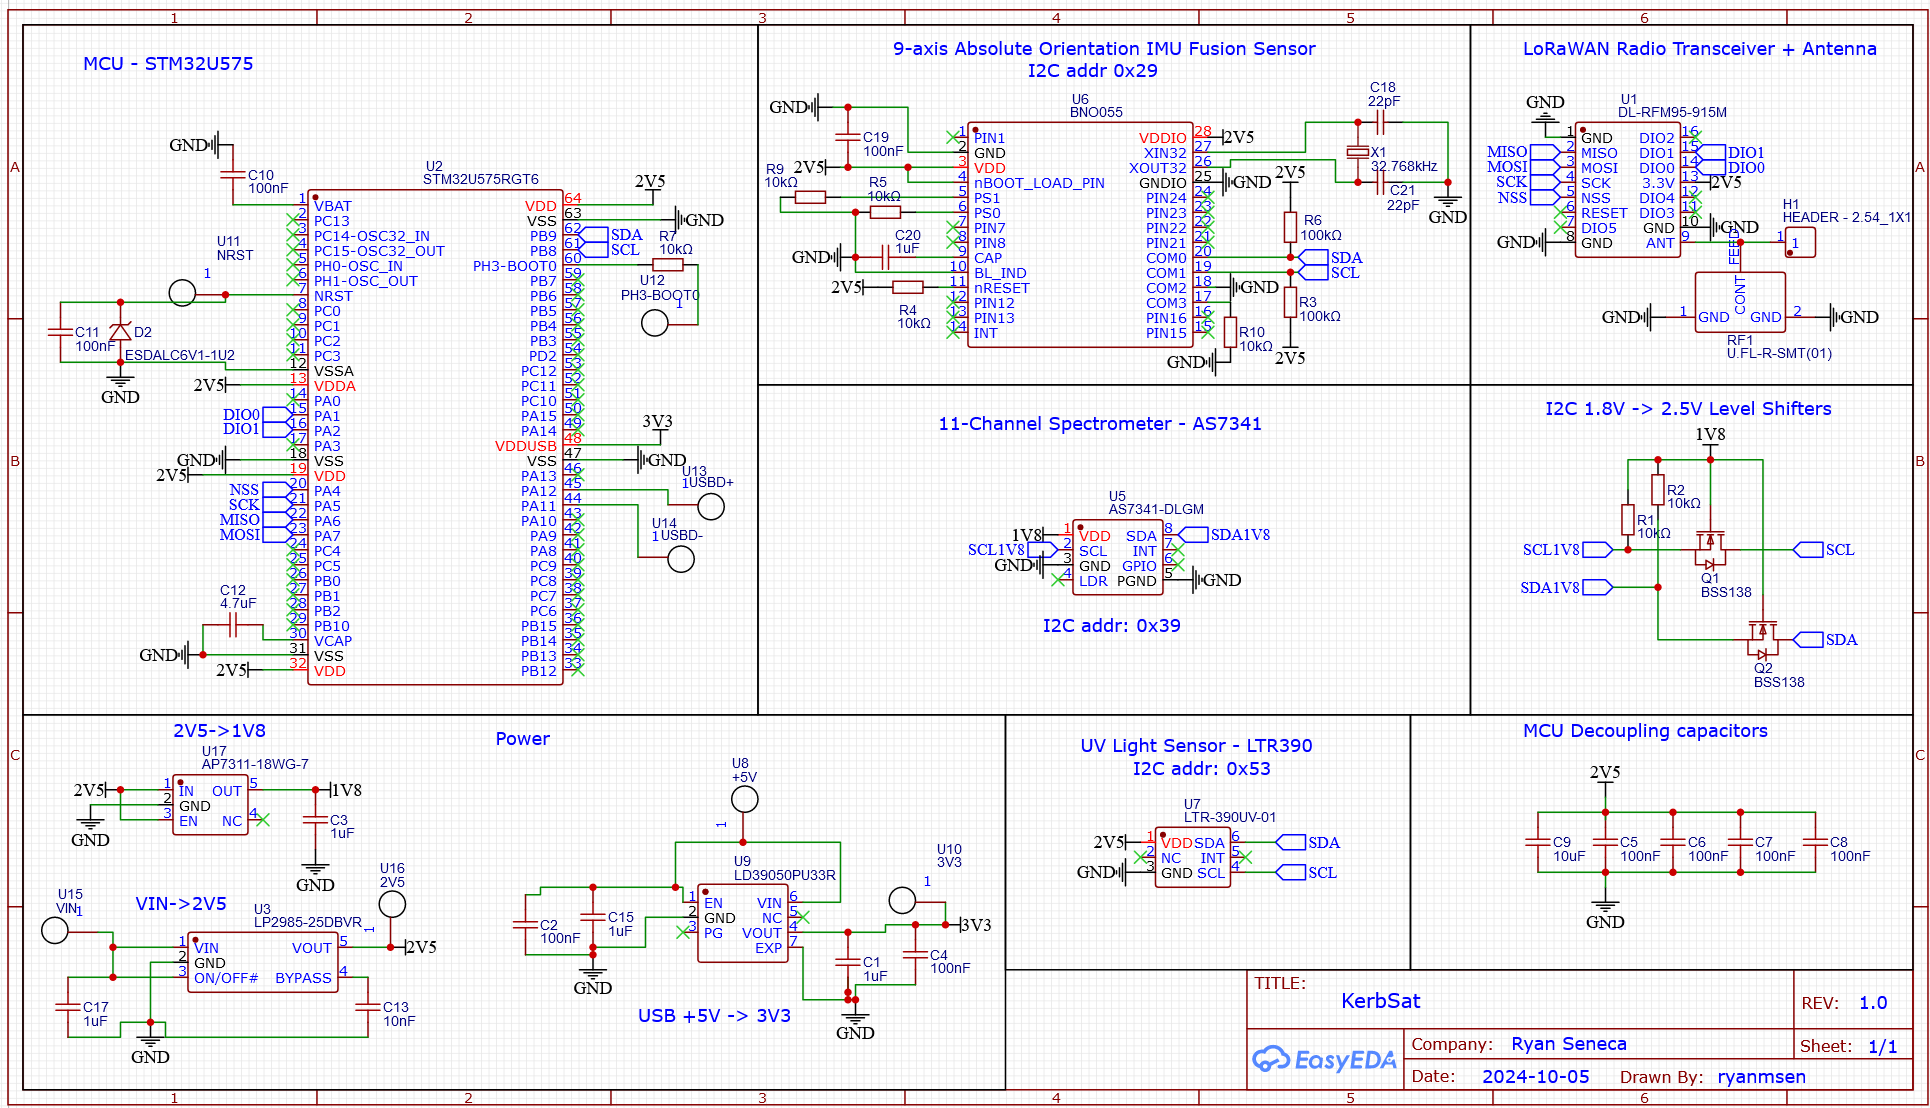 1 2 3 4 5 6
A
B
C
MCU - STM32U575
GND
C10
100nF
U2
STM32U575RGT6
1 VBAT
2 PC13
3 PC14-OSC32_IN
4 PC15-OSC32_OUT
5 PH0-OSC_IN
6 PH1-OSC_OUT
7 NRST
8 PC0
9 PC1
10 PC2
11 PC3
12 VSSA
13 VDDA
14 PA0
15 PA1
16 PA2
17 PA3
18 VSS
19 VDD
20 PA4
21 PA5
22 PA6
23 PA7
24 PC4
25 PC5
26 PB0
27 PB1
28 PB2
29 PB10
30 VCAP
31 VSS
32 VDD
VDD 64
VSS 63
PB9 62
PB8 61
PH3-BOOT0 60
PB7 59
PB6 58
PB5 57
PB4 56
PB3 55
PD2 54
PC12 53
PC11 52
PC10 51
PA15 50
PA14 49
VDDUSB 48
VSS 47
PA13 46
PA12 45
PA11 44
PA10 43
PA9 42
PA8 41
PC9 40
PC8 39
PC7 38
PC6 37
PB15 36
PB14 35
PB13 34
PB12 33
U11
NRST
1
C11
100nF
D2
ESDALC6V1-1U2
GND
2V5
DIO0
DIO1
GND
2V5
NSS
SCK
MISO
MOSI
C12
4.7uF
GND
2V5
2V5
GND
SDA
SCL
R7
10kΩ
U12
PH3-BOOT0
1
3V3
GND
U13
1USBD+
U14
1USBD-
9-axis Absolute Orientation IMU Fusion Sensor
I2C addr 0x29
GND
C19
100nF
R9
10kΩ
2V5
R5
10kΩ
C20
1uF
GND
2V5
R4
10kΩ
U6
BNO055
1 PIN1
2 GND
3 VDD
4 nBOOT_LOAD_PIN
5 PS1
6 PS0
7 PIN7
8 PIN8
9 CAP
10 BL_IND
11 nRESET
12 PIN12
13 PIN13
14 INT
VDDIO 28
XIN32 27
XOUT32 26
GNDIO 25
PIN24 24
PIN23 23
PIN22 22
PIN21 21
COM0 20
COM1 19
COM2 18
COM3 17
PIN16 16
PIN15 15
2V5
C18
22pF
X1
32.768kHz
C21
22pF
GND
GND
2V5
R6
100kΩ
SDA
SCL
GND
R3
100kΩ
R10
10kΩ
2V5
GND
LoRaWAN Radio Transceiver + Antenna
GND
U1
DL-RFM95-915M
MISO
MOSI
SCK
NSS
GND
1 GND
2 MISO
3 MOSI
4 SCK
5 NSS
6 RESET
7 DIO5
8 GND
DIO2 16
DIO1 15
DIO0 14
3.3V 13
DIO4 12
DIO3 11
GND 10
ANT 9
DIO1
DIO0
2V5
GND
H1
HEADER - 2.54_1X1
1 1
FEED
CONT
GND 1 GND GND 2 GND
RF1
U.FL-R-SMT(01)
11-Channel Spectrometer - AS7341
U5
AS7341-DLGM
1V8
SCL1V8
GND
1 VDD
2 SCL
3 GND
4 LDR
SDA 8
INT 7
GPIO 6
PGND 5
SDA1V8
GND
I2C addr: 0x39
I2C 1.8V -> 2.5V Level Shifters
1V8
R2
10kΩ
R1
10kΩ
SCL1V8
SDA1V8
SCL
Q1
BSS138
SDA
Q2
BSS138
2V5->1V8
U17
AP7311-18WG-7
2V5
GND
1 IN
2 GND
3 EN
OUT 5
NC 4
1V8
C3
1uF
GND
VIN->2V5
U15
VIN
1
U3
LP2985-25DBVR
1 VIN
2 GND
3 ON/OFF#
VOUT 5
BYPASS 4
U16
2V5
1
2V5
C17
1uF
C13
10nF
GND
Power
U8
+5V
1
U9
LD39050PU33R
1 EN
2 GND
3 PG
VIN 6
NC 5
VOUT 4
EXP 7
C2
100nF
C15
1uF
GND
U10
3V3
1
3V3
C1
1uF
C4
100nF
GND
USB +5V -> 3V3
UV Light Sensor - LTR390
I2C addr: 0x53
U7
LTR-390UV-01
2V5
GND
1 VDD
2 NC
3 GND
SDA 6
INT 5
SCL 4
SDA
SCL
MCU Decoupling capacitors
2V5
C9
10uF
C5
100nF
C6
100nF
C7
100nF
C8
100nF
GND
TITLE:
KerbSat
REV: 1.0
EasyEDA
Company: Ryan Seneca
Sheet: 1/1
Date: 2024-10-05 Drawn By: ryanmsen
A
B
C
1 2 3 4 5 6